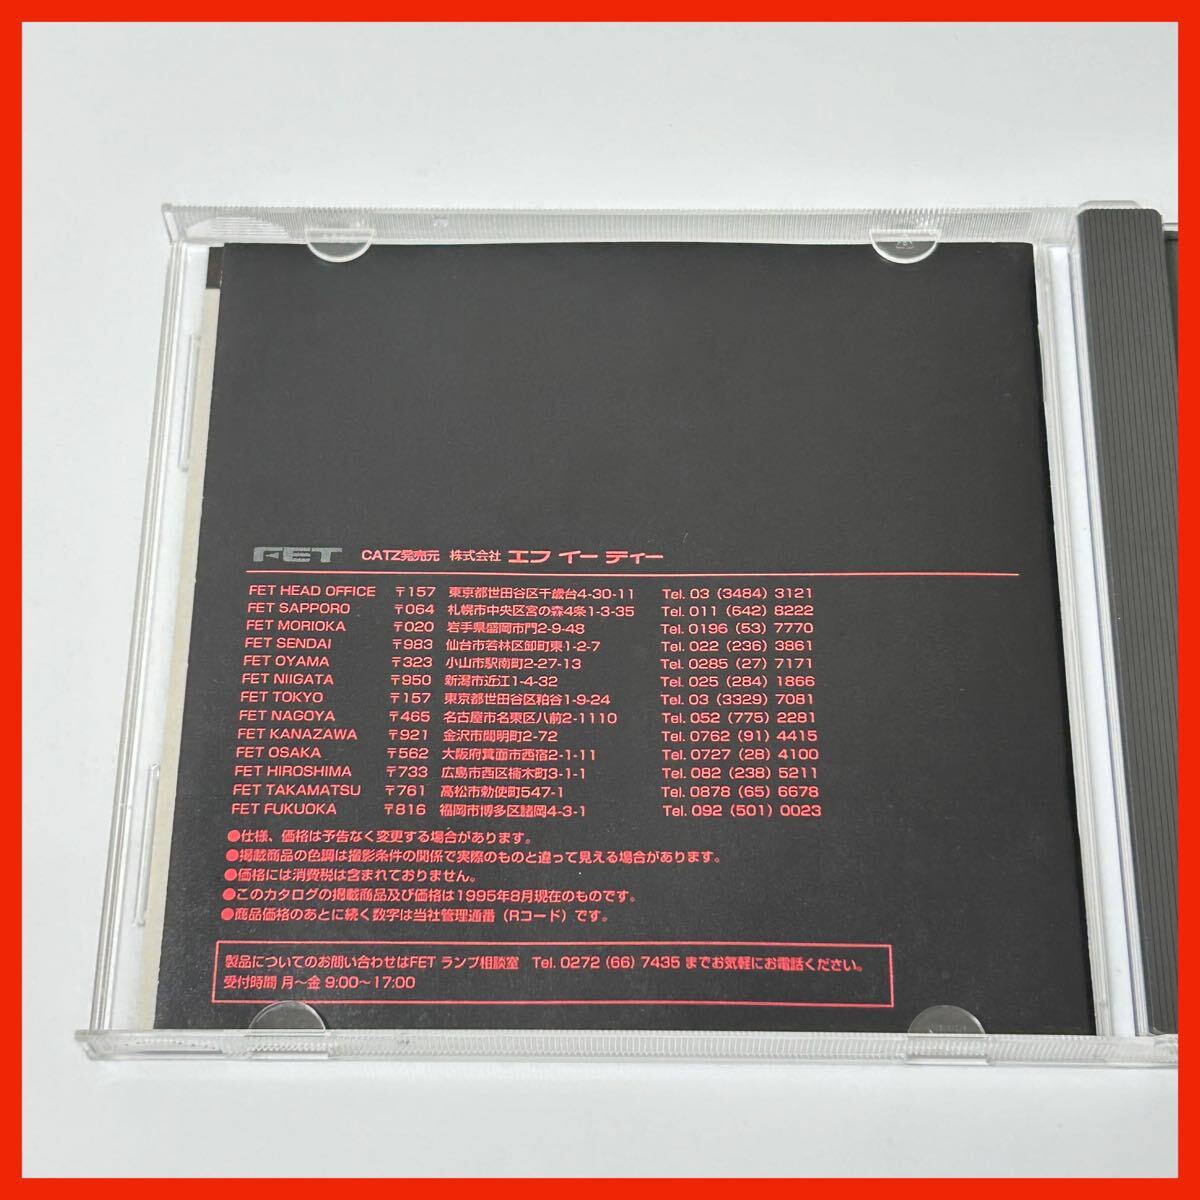 FET CATZ発売元 株式会社 エフ イー ティー
FET HEAD OFFICE 〒157 東京都世田谷区千歳台4-30-11 Tel. 03 (3484) 3121
FET SAPPORO 〒064 札幌市中央区宮の森4条1-3-35 Tel. 011 (642) 8222
FET MORIOKA 〒020 岩手県盛岡市門2-9-48 Tel. 0196 (53) 7770
FET SENDAI 〒983 仙台市若林区卸町東1-2-7 Tel. 022 (236) 3861
FET OYAMA 〒323 小山市駅南町2-27-13 Tel. 0285 (27) 7171
FET NIIGATA 〒950 新潟市近江1-4-32 Tel. 025 (284) 1866
FET TOKYO 〒157 東京都世田谷区粕谷1-9-24 Tel. 03 (3329) 7081
FET NAGOYA 〒465 名古屋市名東区八前2-1110 Tel. 052 (775) 2281
FET KANAZAWA 〒921 金沢市間明町2-72 Tel. 0762 (91) 4415
FET OSAKA 〒562 大阪府箕面市西宿2-1-11 Tel. 0727 (28) 4100
FET HIROSHIMA 〒733 広島市西区楠木町3-1-1 Tel. 082 (238) 5211
FET TAKAMATSU 〒761 高松市勅使町547-1 Tel. 0878 (65) 6678
FET FUKUOKA 〒816 福岡市博多区諸岡4-3-1 Tel. 092 (501) 0023
●仕様、価格は予告なく変更する場合があります。
●掲載商品の色調は撮影条件の関係で実際のものと違って見える場合があります。
●価格には消費税は含まれておりません。
●このカタログの掲載商品及び価格は1995年8月現在のものです。
●商品価格のあとに続く数字は当社管理通番（Rコード）です。
製品についてのお問い合わせはFET ランプ相談室 Tel. 0272 (66) 7435 までお気軽にお電話ください。
受付時間 月〜金 9:00〜17:00